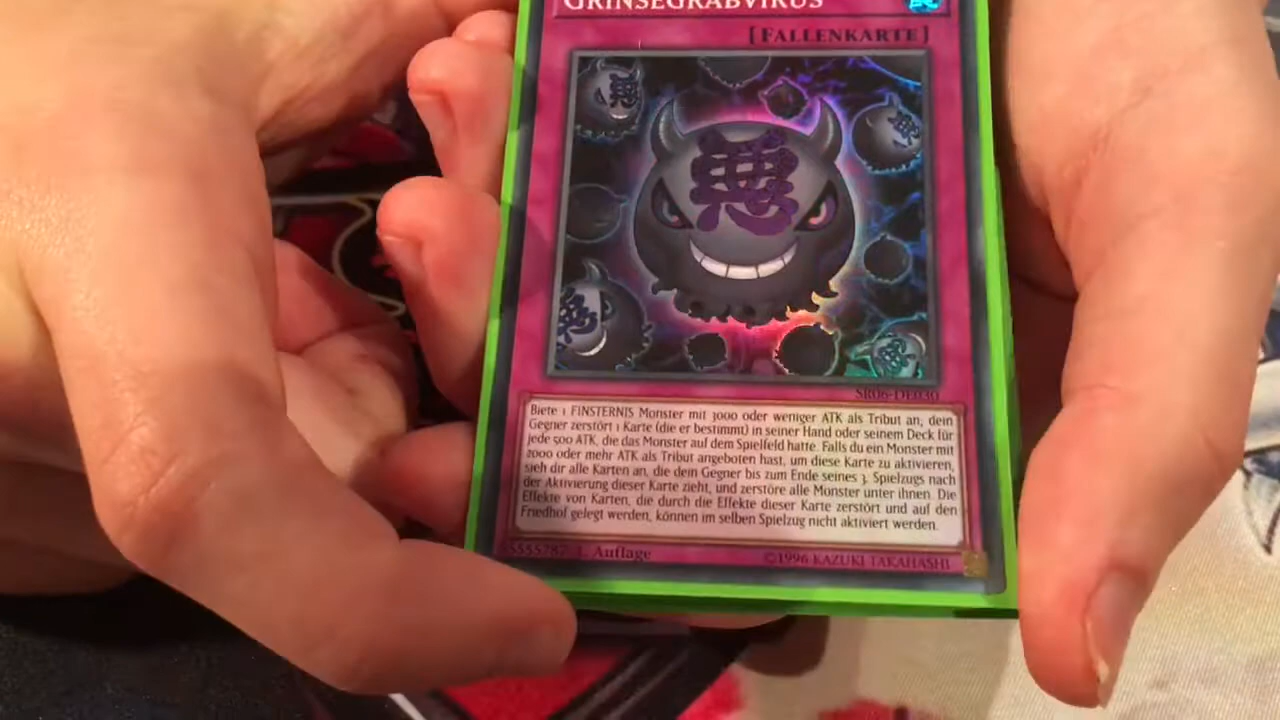 GRINSEGRABVIRUS
[FALLENKARTE]
悪
SR06-DE030
Biete 1 FINSTERNIS Monster mit 3000 oder weniger ATK als Tribut an; dein
Gegner zerstört 1 Karte (die er bestimmt) in seiner Hand oder seinem Deck für
jede 500 ATK, die das Monster auf dem Spielfeld hatte. Falls du ein Monster mit
2000 oder mehr ATK als Tribut angeboten hast, um diese Karte zu aktivieren,
sieh dir alle Karten an, die dein Gegner bis zum Ende seines 3. Spielzugs nach
der Aktivierung dieser Karte zieht, und zerstöre alle Monster unter ihnen. Die
Effekte von Karten, die durch die Effekte dieser Karte zerstört und auf den
Friedhof gelegt werden, können im selben Spielzug nicht aktiviert werden.
1. Auflage
©1996 KAZUKI TAKAHASHI